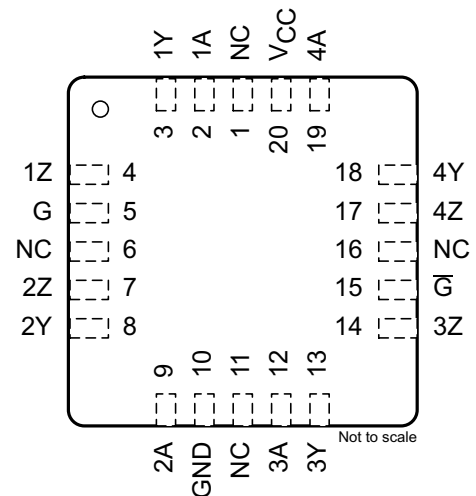 1Y 1A NC VCC 4A
3 2 1 20 19
1Z 4 18 4Y
G 5 17 4Z
NC 6 16 NC
2Z 7 15 G̅
2Y 8 14 3Z
9 10 11 12 13
2A GND NC 3A 3Y
Not to scale